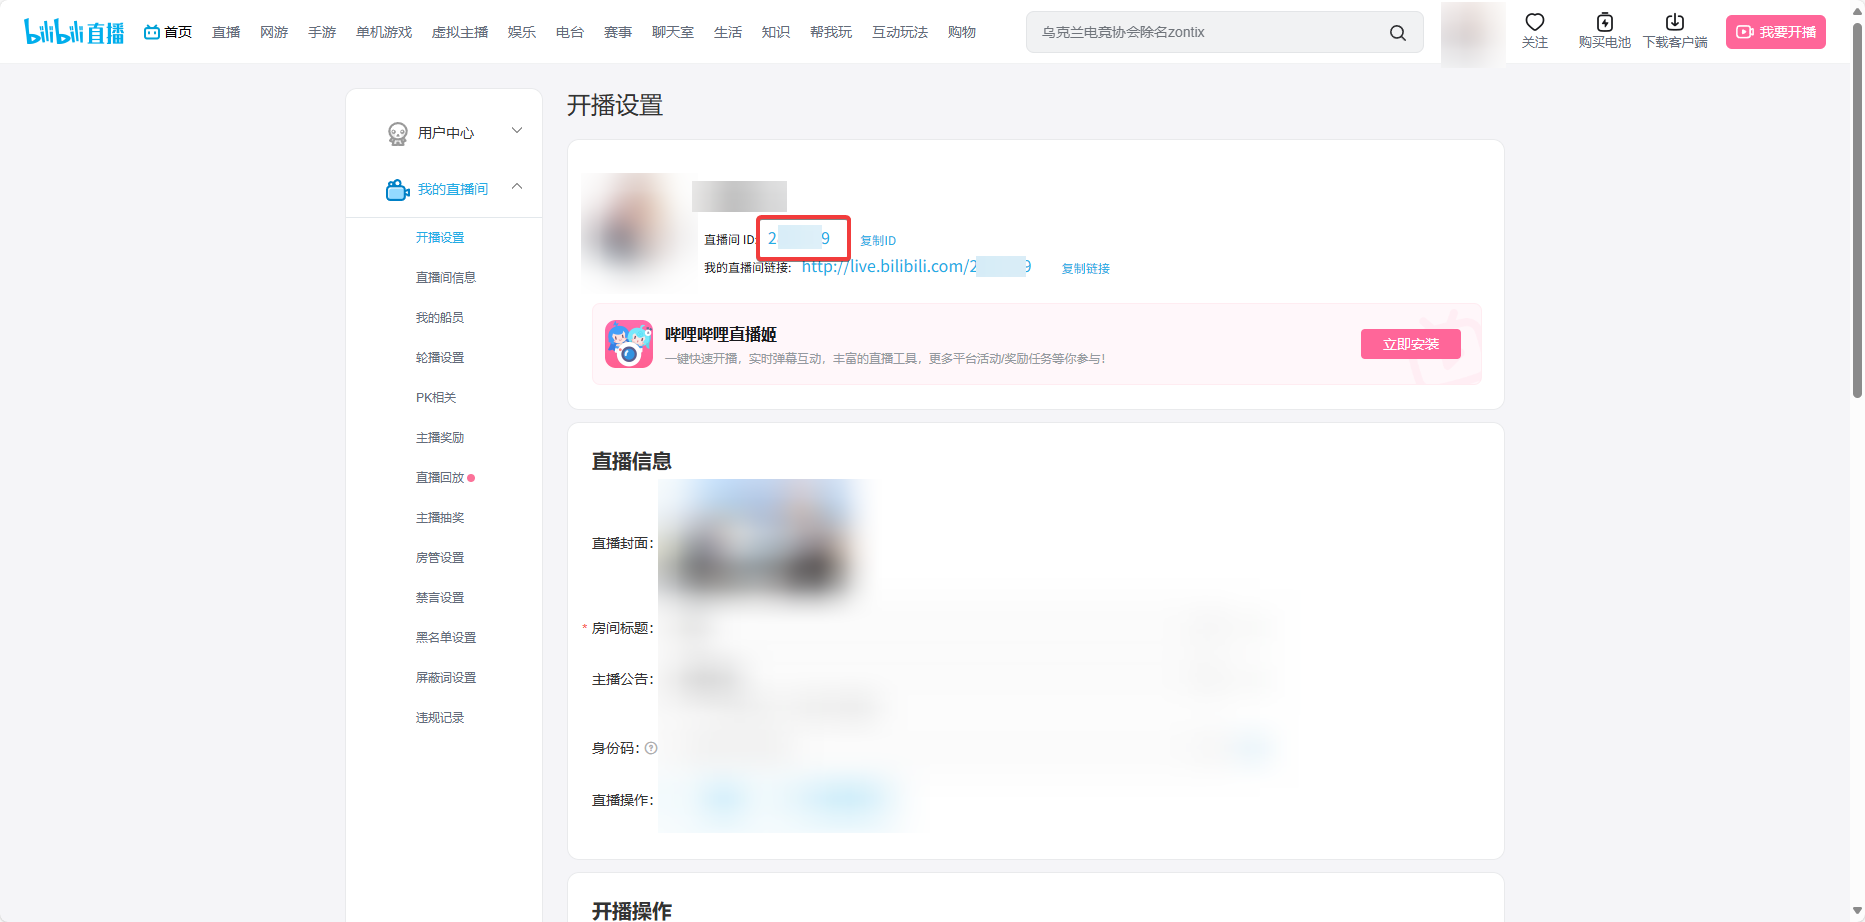 bilibili 直播
首页 直播 网游 手游 单机游戏 虚拟主播 娱乐 电台 赛事 聊天室 生活 知识 帮我玩 互动玩法 购物
乌克兰电竞协会除名zontix
关注 购买电池 下载客户端 我要开播
用户中心
我的直播间
开播设置
直播间信息
我的船员
轮播设置
PK相关
主播奖励
直播回放
主播抽奖
房管设置
禁言设置
黑名单设置
屏蔽词设置
违规记录
开播设置
直播间 ID: 2 9 复制ID
我的直播间链接: http://live.bilibili.com/2 9 复制链接
哔哩哔哩直播姬
一键快速开播，实时弹幕互动，丰富的直播工具，更多平台活动/奖励任务等你参与！
立即安装
直播信息
直播封面：
* 房间标题：
主播公告：
身份码：
直播操作：
开播操作